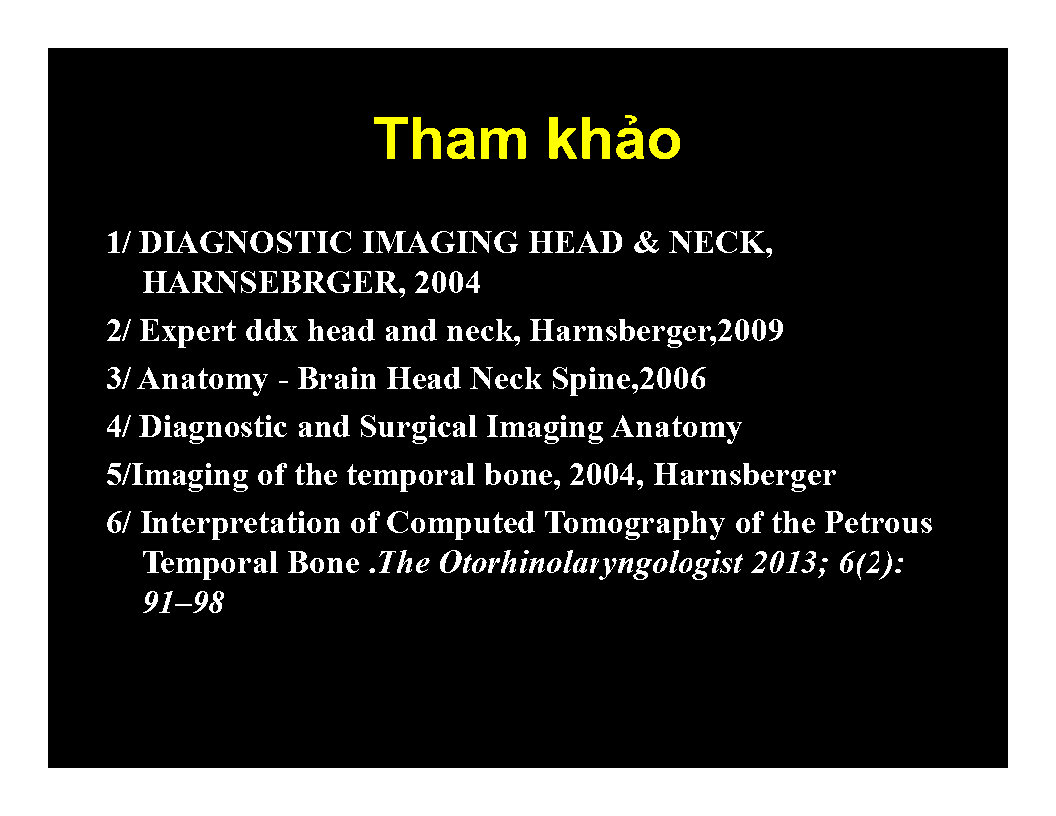 Tham khảo
1/ DIAGNOSTIC IMAGING HEAD & NECK,
HARNSEBRGER, 2004
2/ Expert ddx head and neck, Harnsberger,2009
3/ Anatomy - Brain Head Neck Spine,2006
4/ Diagnostic and Surgical Imaging Anatomy
5/Imaging of the temporal bone, 2004, Harnsberger
6/ Interpretation of Computed Tomography of the Petrous
Temporal Bone .The Otorhinolaryngologist 2013; 6(2):
91–98